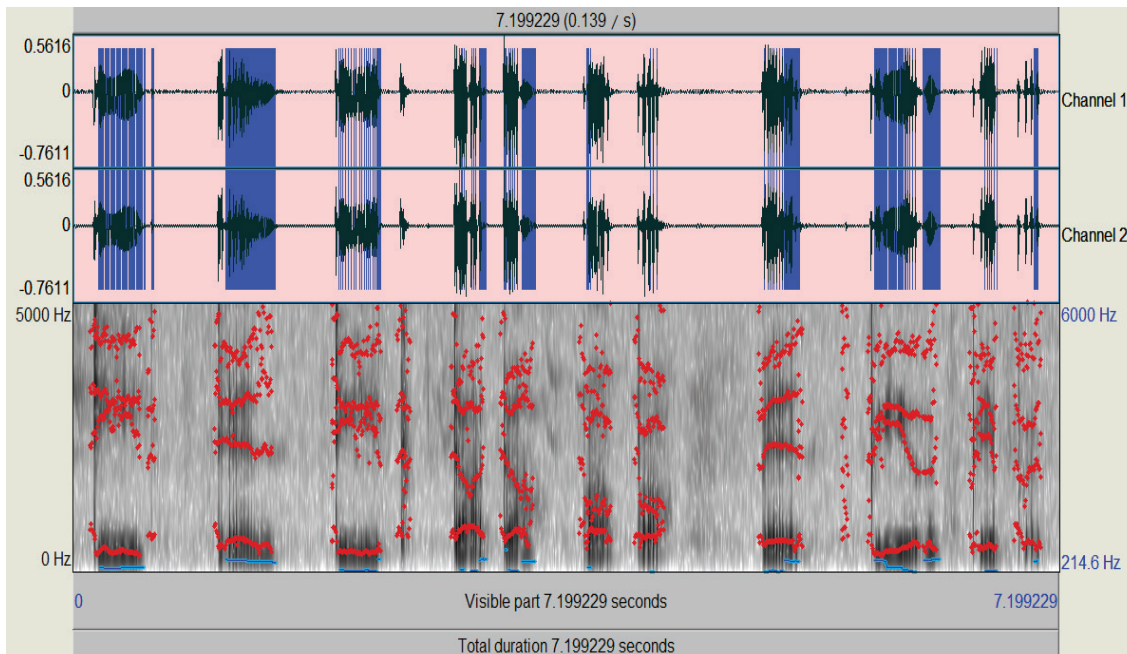 7.199229 (0.139 / s)
0.5616
0
-0.7611
Channel 1
0.5616
0
-0.7611
Channel 2
5000 Hz
6000 Hz
0 Hz
214.6 Hz
0
Visible part 7.199229 seconds
7.199229
Total duration 7.199229 seconds